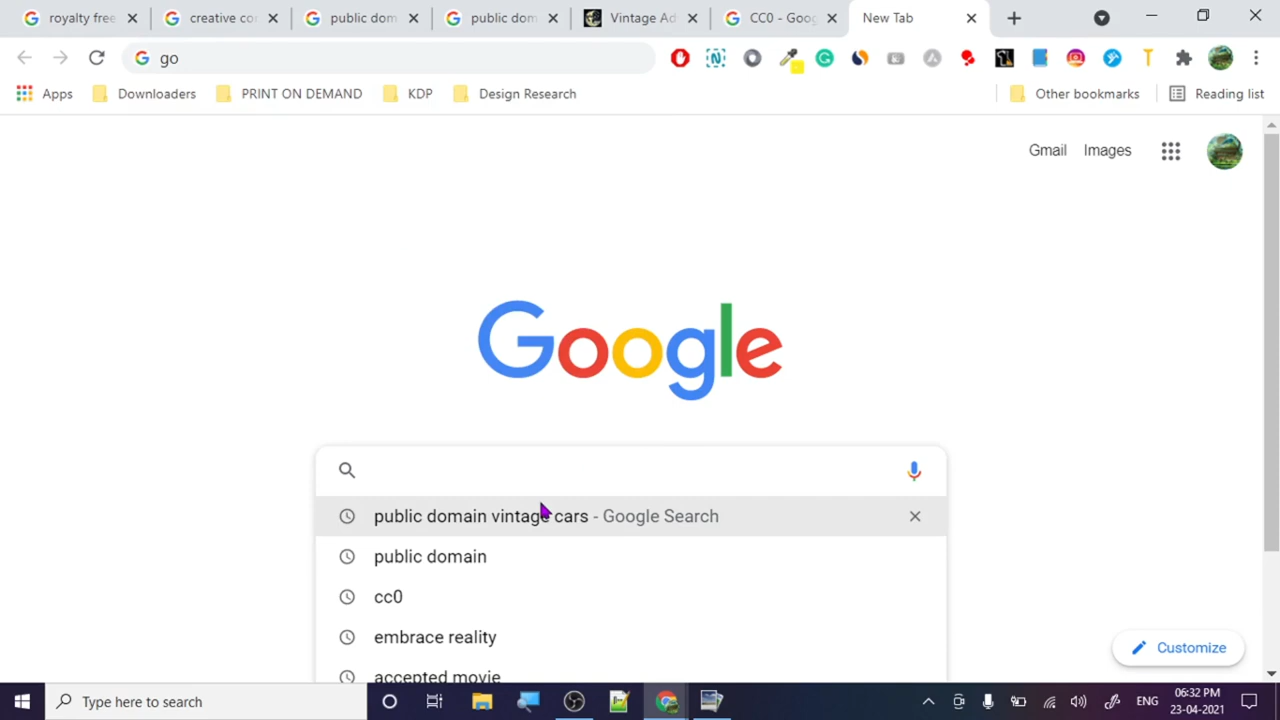 royalty free
creative co
public dom
public dom
Vintage Ad
CC0 - Goog
New Tab
go
Apps
Downloaders
PRINT ON DEMAND
KDP
Design Research
Other bookmarks
Reading list
Gmail
Images
Google
public domain vintage cars - Google Search
public domain
cc0
embrace reality
accepted movie
Customize
Type here to search
ENG
06:32 PM
23-04-2021